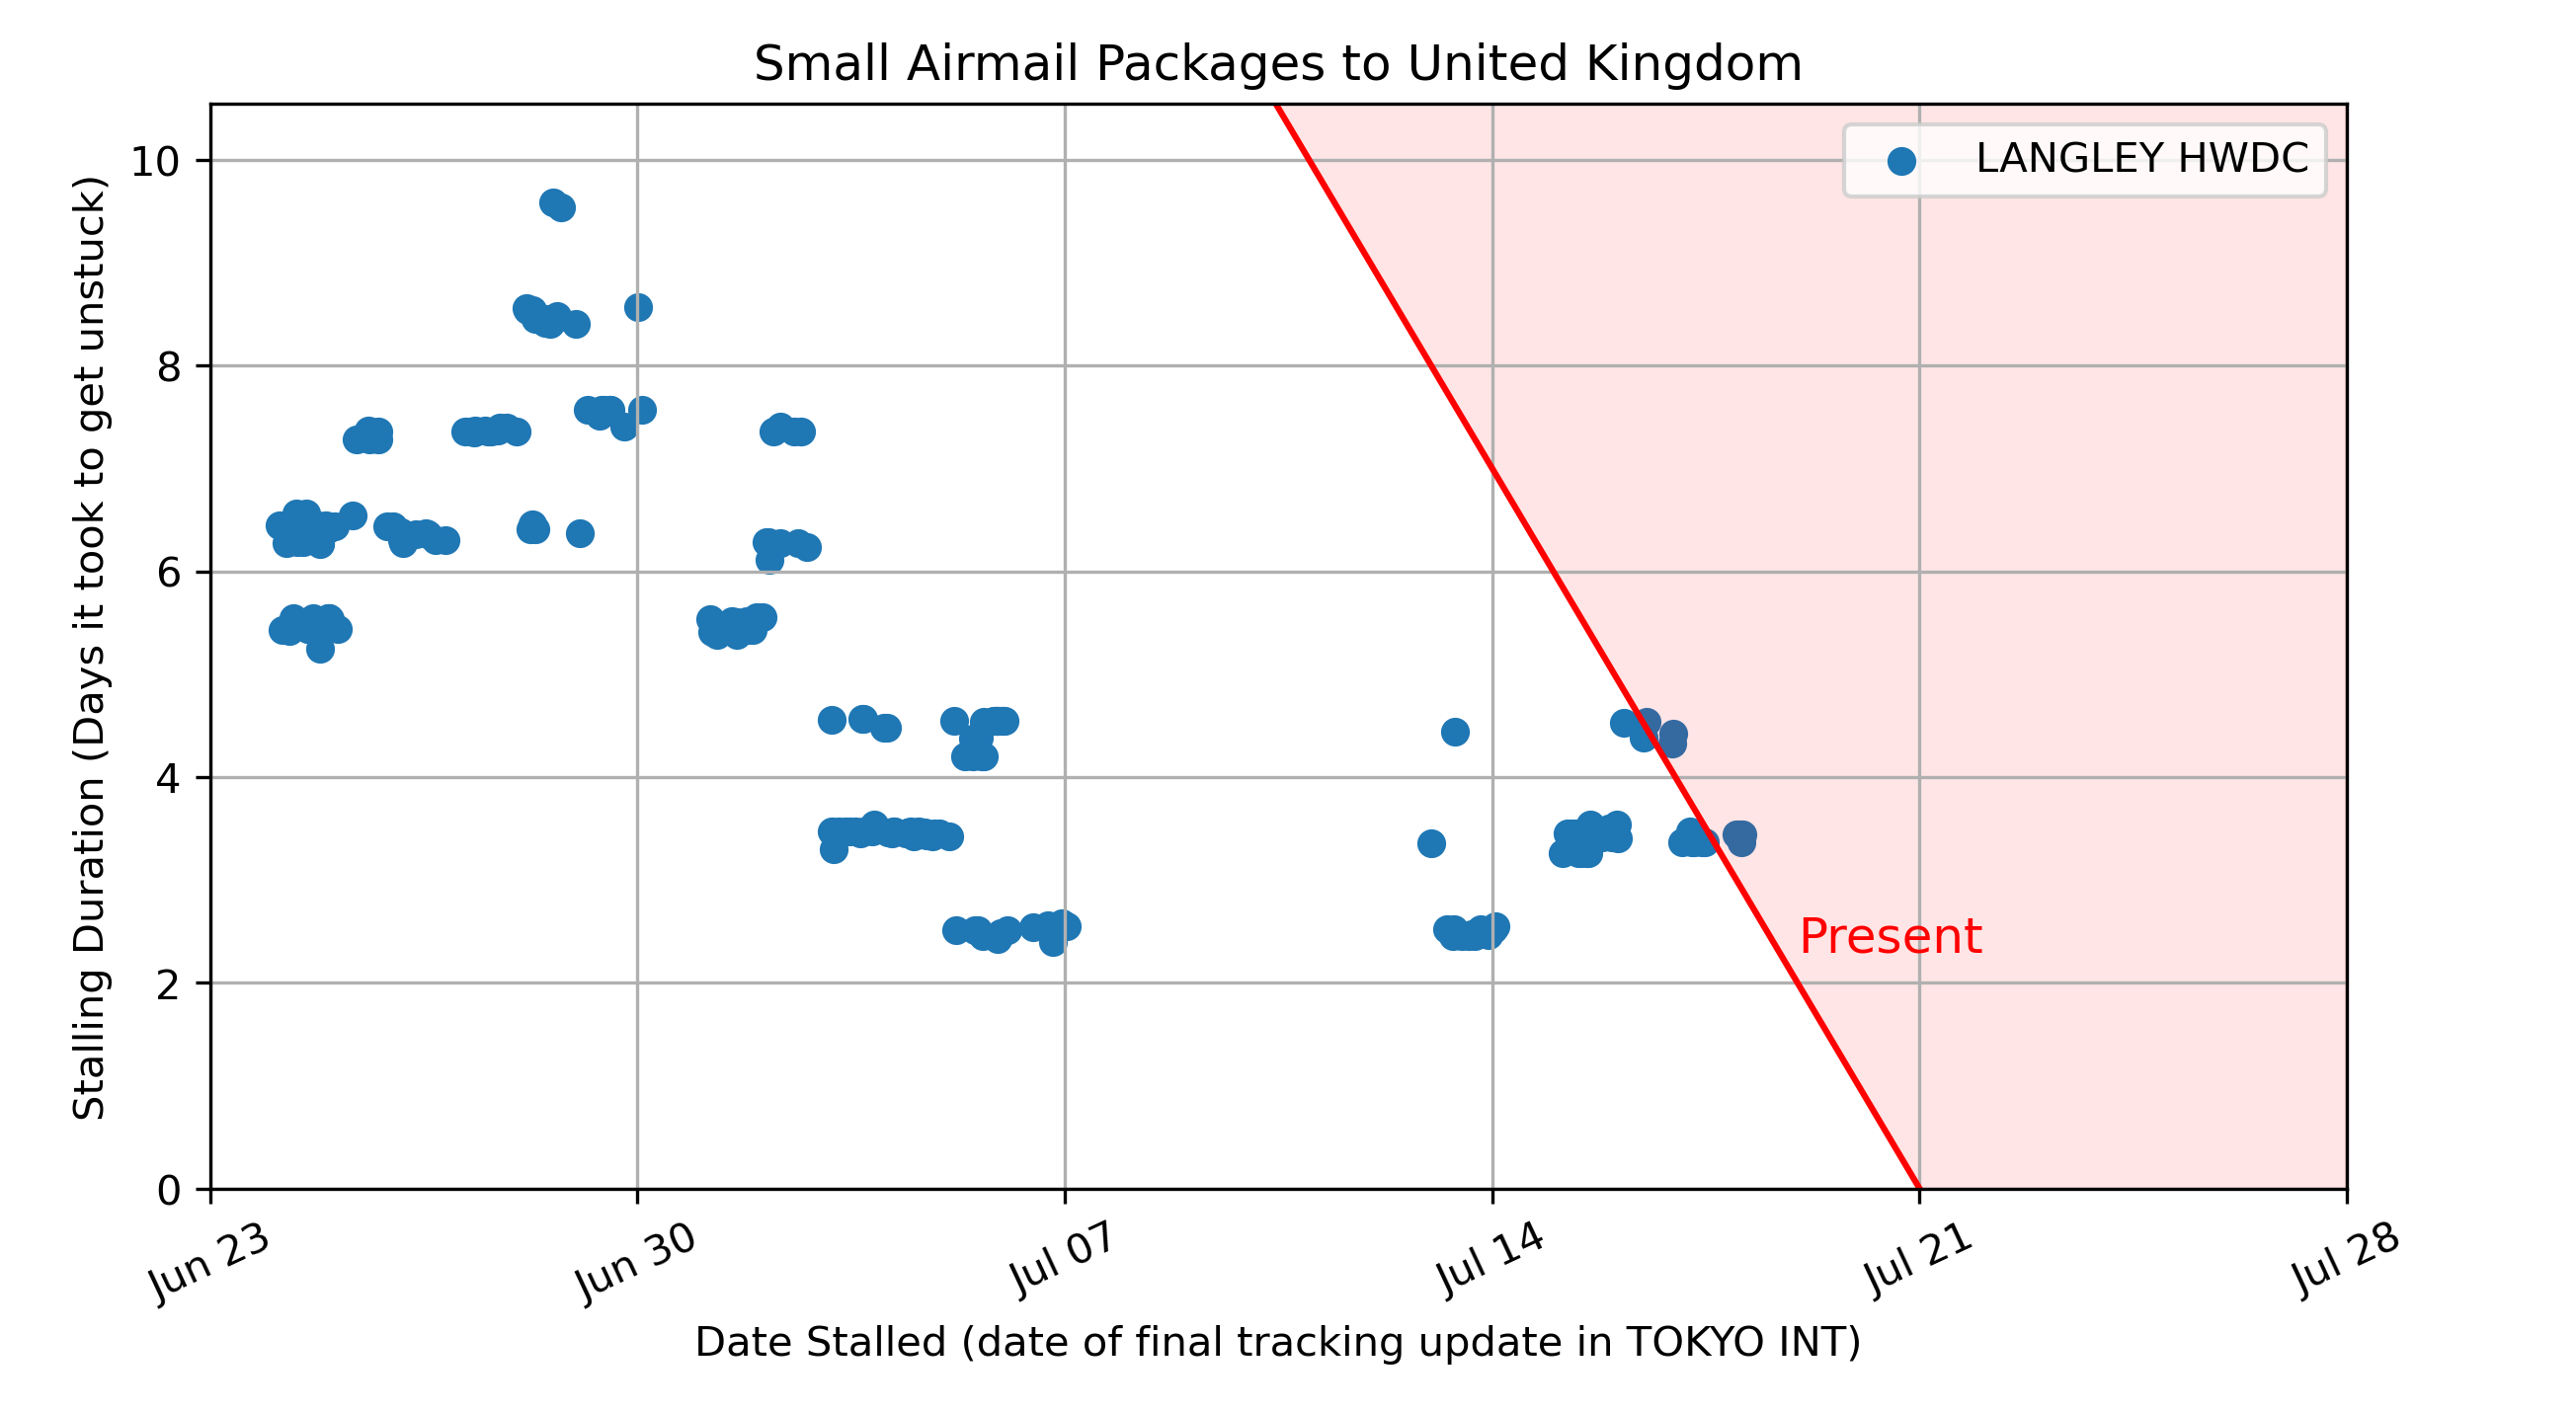 Small Airmail Packages to United Kingdom
LANGLEY HWDC
Stalling Duration (Days it took to get unstuck)
10
8
6
4
2
0
Present
Jun 23
Jun 30
Jul 07
Jul 14
Jul 21
Jul 28
Date Stalled (date of final tracking update in TOKYO INT)